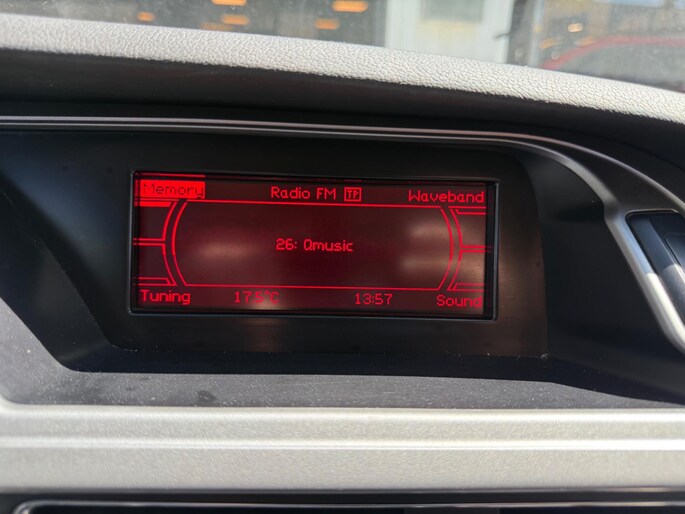 Memory Radio FM TP Waveband
26: Qmusic
Tuning 17.5°C 13:57 Sound